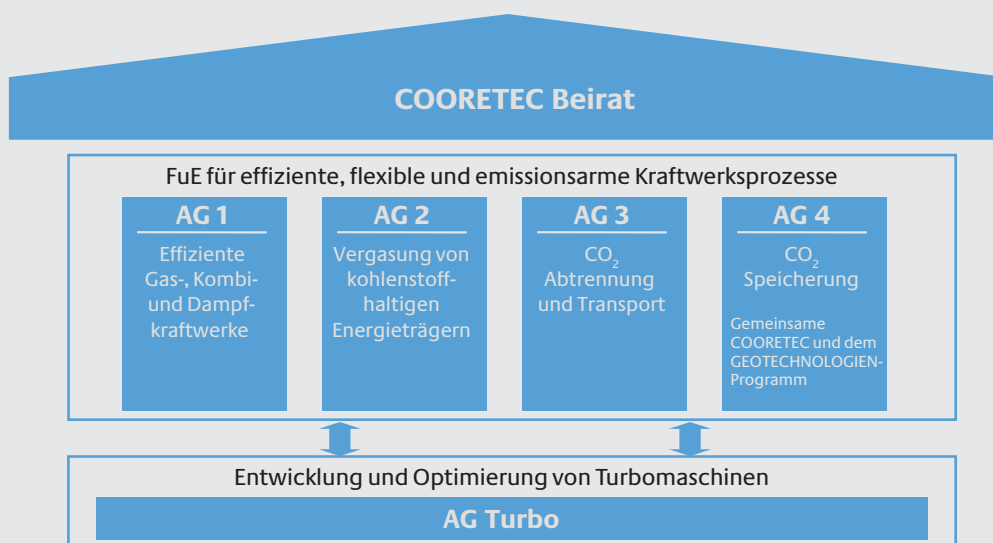 COORETEC Beirat
FuE für effiziente, flexible und emissionsarme Kraftwerksprozesse
AG 1
Effiziente
Gas-, Kombi-
und Dampf-
kraftwerke
AG 2
Vergasung von
kohlenstoff-
haltigen
Energieträgern
AG 3
CO₂
Abtrennung
und Transport
AG 4
CO₂
Speicherung
Gemeinsame
COORETEC und dem
GEOTECHNOLOGIEN-
Programm
Entwicklung und Optimierung von Turbomaschinen
AG Turbo